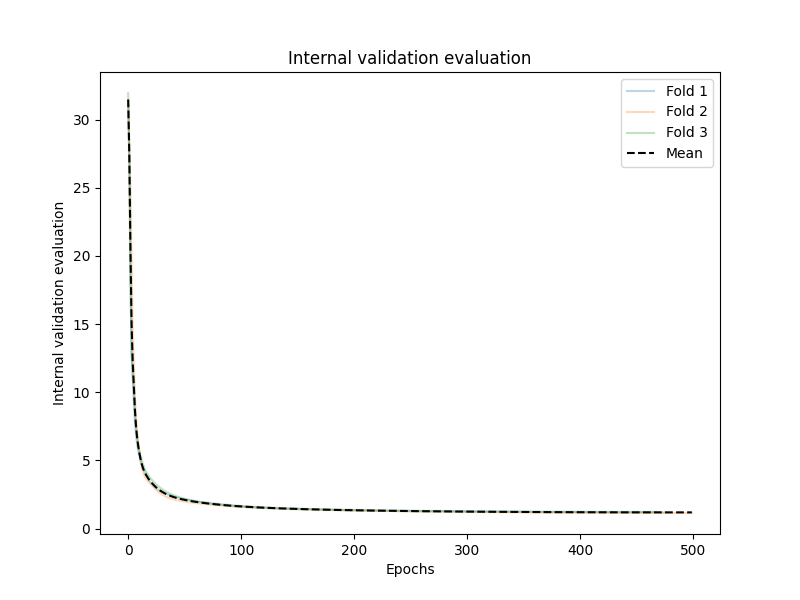 Internal validation evaluation
Fold 1
Fold 2
Fold 3
Mean
Internal validation evaluation
30
25
20
15
10
5
0
0 100 200 300 400 500
Epochs